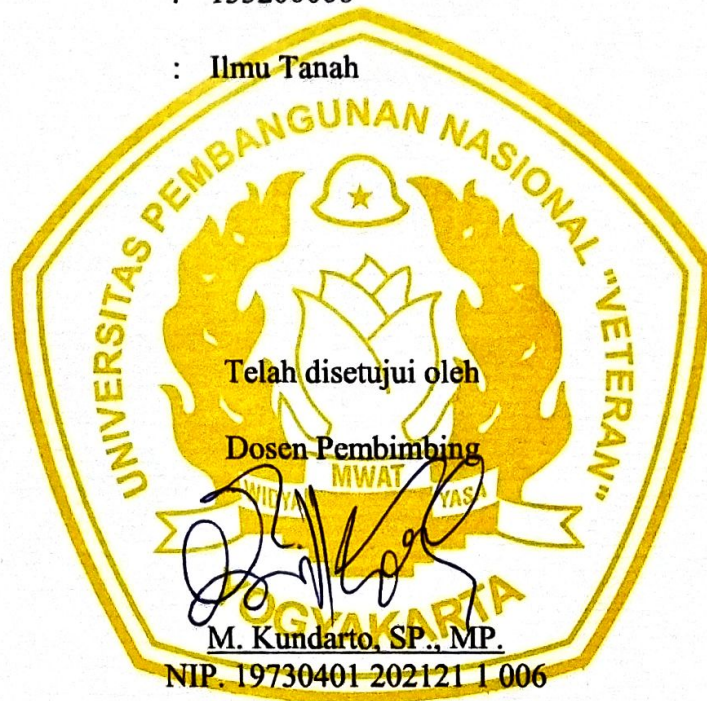 : Ilmu Tanah
UNIVERSITAS PEMBANGUNAN NASIONAL "VETERAN"
Telah disetujui oleh
Dosen Pembimbing
WIDYA MWAT YASA
YOGYAKARTA
M. Kundarto, SP., MP.
NIP. 19730401 202121 1 006